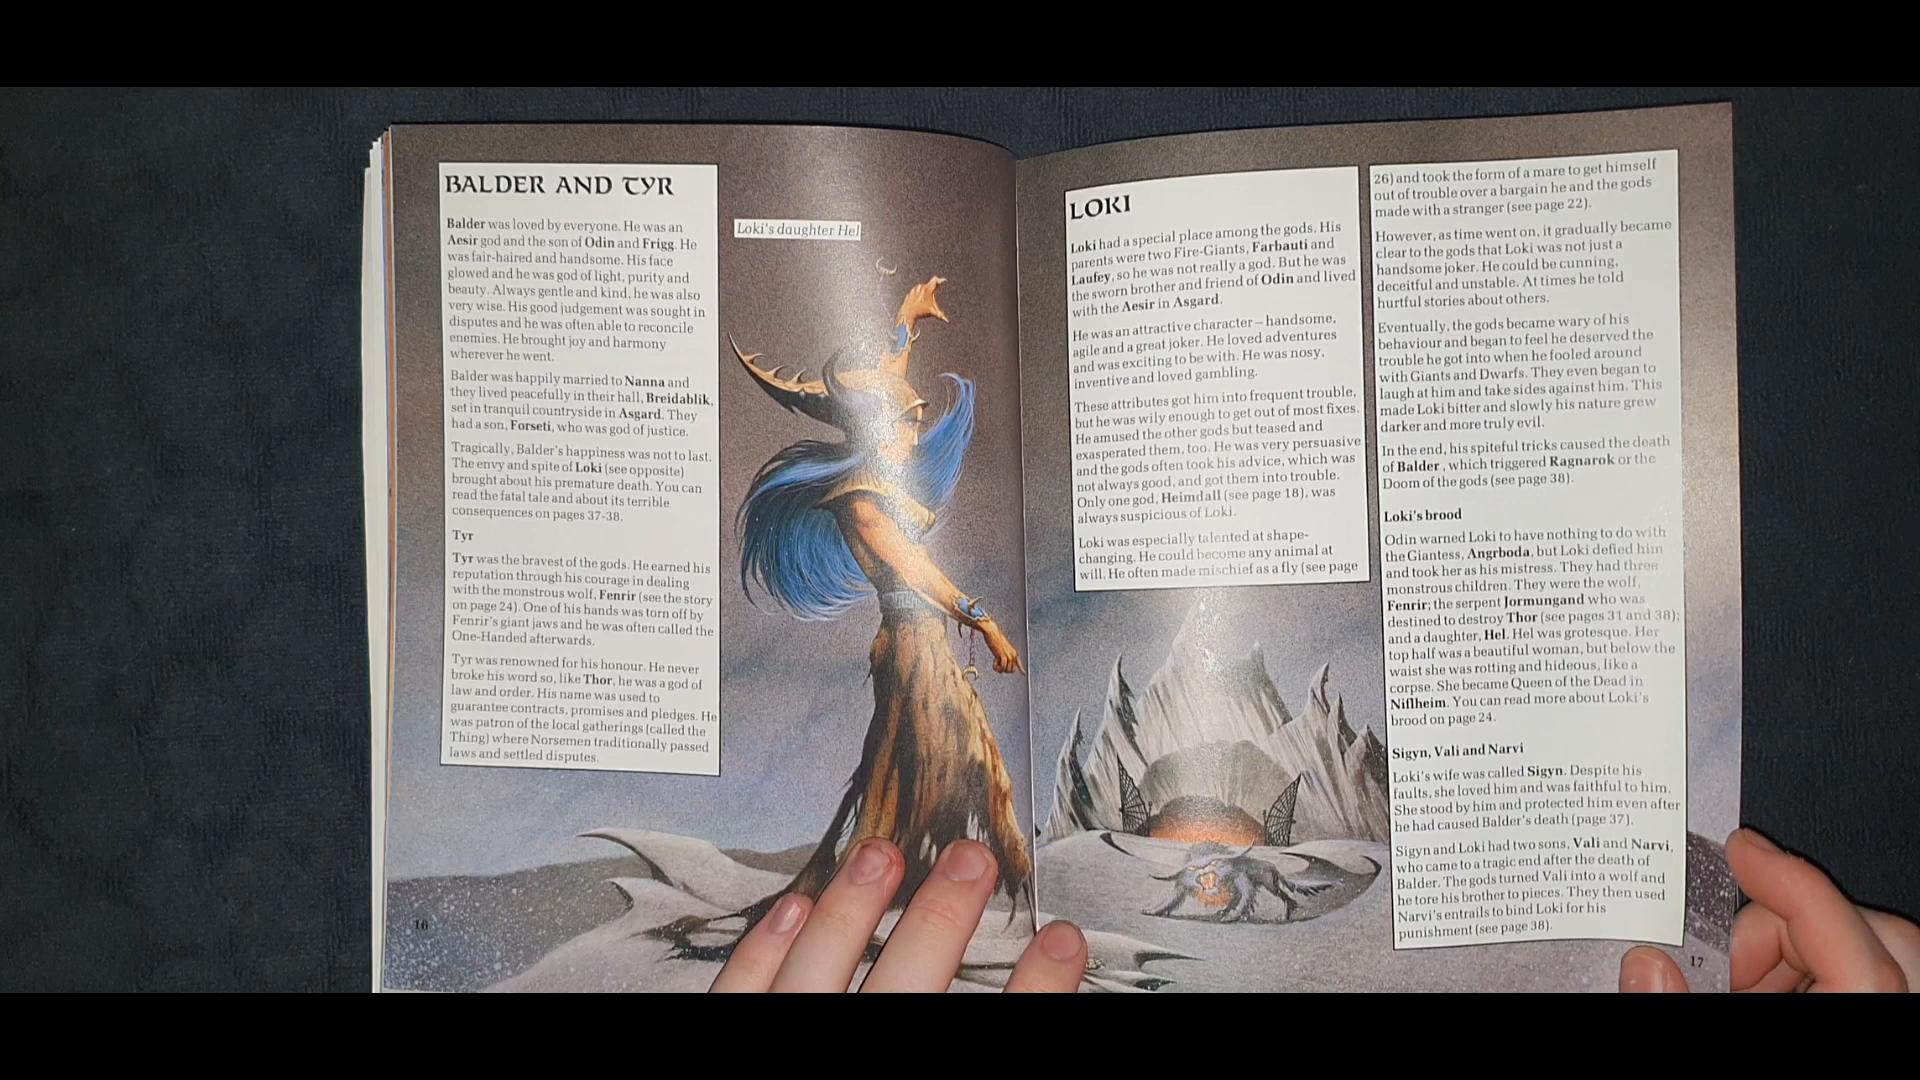 BALDER AND TYR
Balder was loved by everyone. He was an
Aesir god and the son of Odin and Frigg. He
was fair-haired and handsome. His face
glowed and he was god of light, purity and
beauty. Always gentle and kind, he was also
very wise. His good judgement was sought in
disputes and he was often able to reconcile
enemies. He brought joy and harmony
wherever he went.
Balder was happily married to Nanna and
they lived peacefully in their hall, Breidablik,
set in tranquil countryside in Asgard. They
had a son, Forseti, who was god of justice.
Tragically, Balder's happiness was not to last.
The envy and spite of Loki (see opposite)
brought about his premature death. You can
read the fatal tale and about its terrible
consequences on pages 37-38.
Tyr
Tyr was the bravest of the gods. He earned his
reputation through his courage in dealing
with the monstrous wolf, Fenrir (see the story
on page 24). One of his hands was torn off by
Fenrir's giant jaws and he was often called the
One-Handed afterwards.
Tyr was renowned for his honour. He never
broke his word so, like Thor, he was a god of
law and order. His name was used to
guarantee contracts, promises and pledges. He
was patron of the local gatherings (called the
Thing) where Norsemen traditionally passed
laws and settled disputes.
Loki's daughter Hel
16
LOKI
Loki had a special place among the gods. His
parents were two Fire-Giants, Farbauti and
Laufey, so he was not really a god. But he was
the sworn brother and friend of Odin and lived
with the Aesir in Asgard.
He was an attractive character – handsome,
agile and a great joker. He loved adventures
and was exciting to be with. He was nosy,
inventive and loved gambling.
These attributes got him into frequent trouble,
but he was wily enough to get out of most fixes.
He amused the other gods but teased and
exasperated them, too. He was very persuasive
and the gods often took his advice, which was
not always good, and got them into trouble.
Only one god, Heimdall (see page 18), was
always suspicious of Loki.
Loki was especially talented at shape-
changing. He could become any animal at
will. He often made mischief as a fly (see page
26) and took the form of a mare to get himself
out of trouble over a bargain he and the gods
made with a stranger (see page 22).
However, as time went on, it gradually became
clear to the gods that Loki was not just a
handsome joker. He could be cunning,
deceitful and unstable. At times he told
hurtful stories about others.
Eventually, the gods became wary of his
behaviour and began to feel he deserved the
trouble he got into when he fooled around
with Giants and Dwarfs. They even began to
laugh at him and take sides against him. This
made Loki bitter and slowly his nature grew
darker and more truly evil.
In the end, his spiteful tricks caused the death
of Balder, which triggered Ragnarok or the
Doom of the gods (see page 38).
Loki's brood
Odin warned Loki to have nothing to do with
the Giantess, Angrboda, but Loki defied him
and took her as his mistress. They had three
monstrous children. They were the wolf,
Fenrir; the serpent Jormungand who was
destined to destroy Thor (see pages 31 and 38);
and a daughter, Hel. Hel was grotesque. Her
top half was a beautiful woman, but below the
waist she was rotting and hideous, like a
corpse. She became Queen of the Dead in
Niflheim. You can read more about Loki's
brood on page 24.
Sigyn, Vali and Narvi
Loki's wife was called Sigyn. Despite his
faults, she loved him and was faithful to him.
She stood by him and protected him even after
he had caused Balder's death (page 37).
Sigyn and Loki had two sons, Vali and Narvi,
who came to a tragic end after the death of
Balder. The gods turned Vali into a wolf and
he tore his brother to pieces. They then used
Narvi's entrails to bind Loki for his
punishment (see page 38).
17